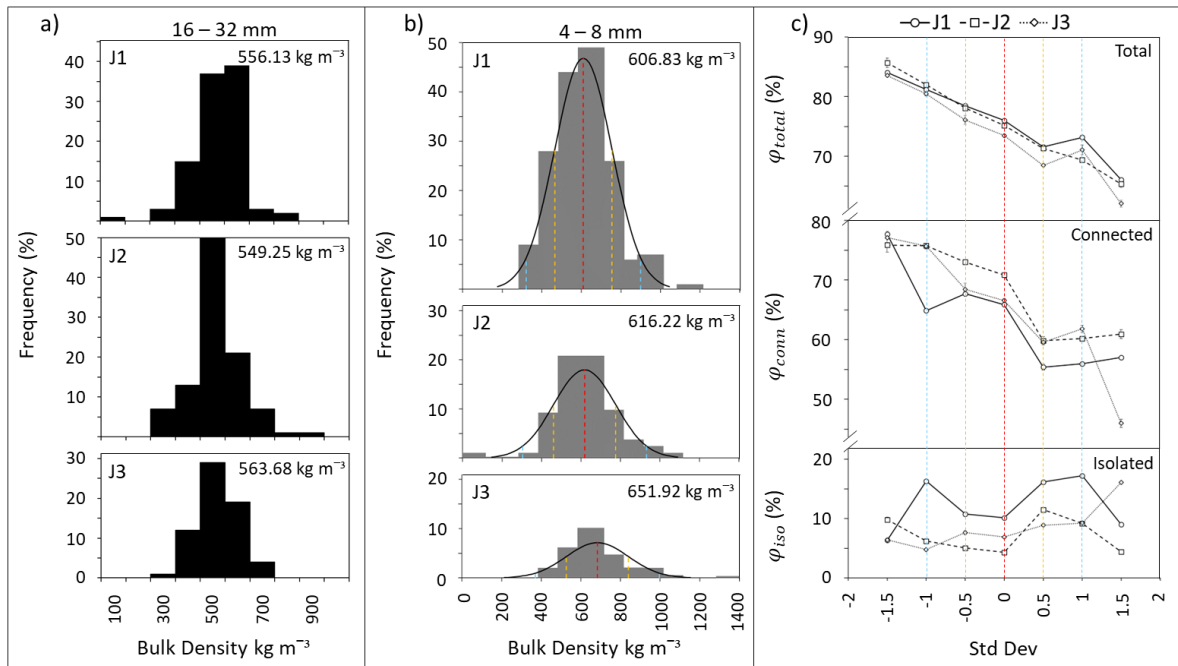 a)
16 – 32 mm
J1
556.13 kg m⁻³
40
30
20
10
J2
549.25 kg m⁻³
50
40
30
20
10
J3
563.68 kg m⁻³
30
20
10
0
Frequency (%)
100
300
500
700
900
Bulk Density kg m⁻³
b)
4 – 8 mm
J1
606.83 kg m⁻³
50
40
30
20
10
0
J2
616.22 kg m⁻³
30
20
10
0
J3
651.92 kg m⁻³
20
10
0
Frequency (%)
0
200
400
600
800
1000
1200
1400
Bulk Density kg m⁻³
c)
J1 J2 J3
Total
90
80
70
φtotal (%)
Connected
80
70
60
50
φconn (%)
Isolated
20
10
0
φiso (%)
-2
-1.5
-1
-0.5
0
0.5
1
1.5
2
Std Dev